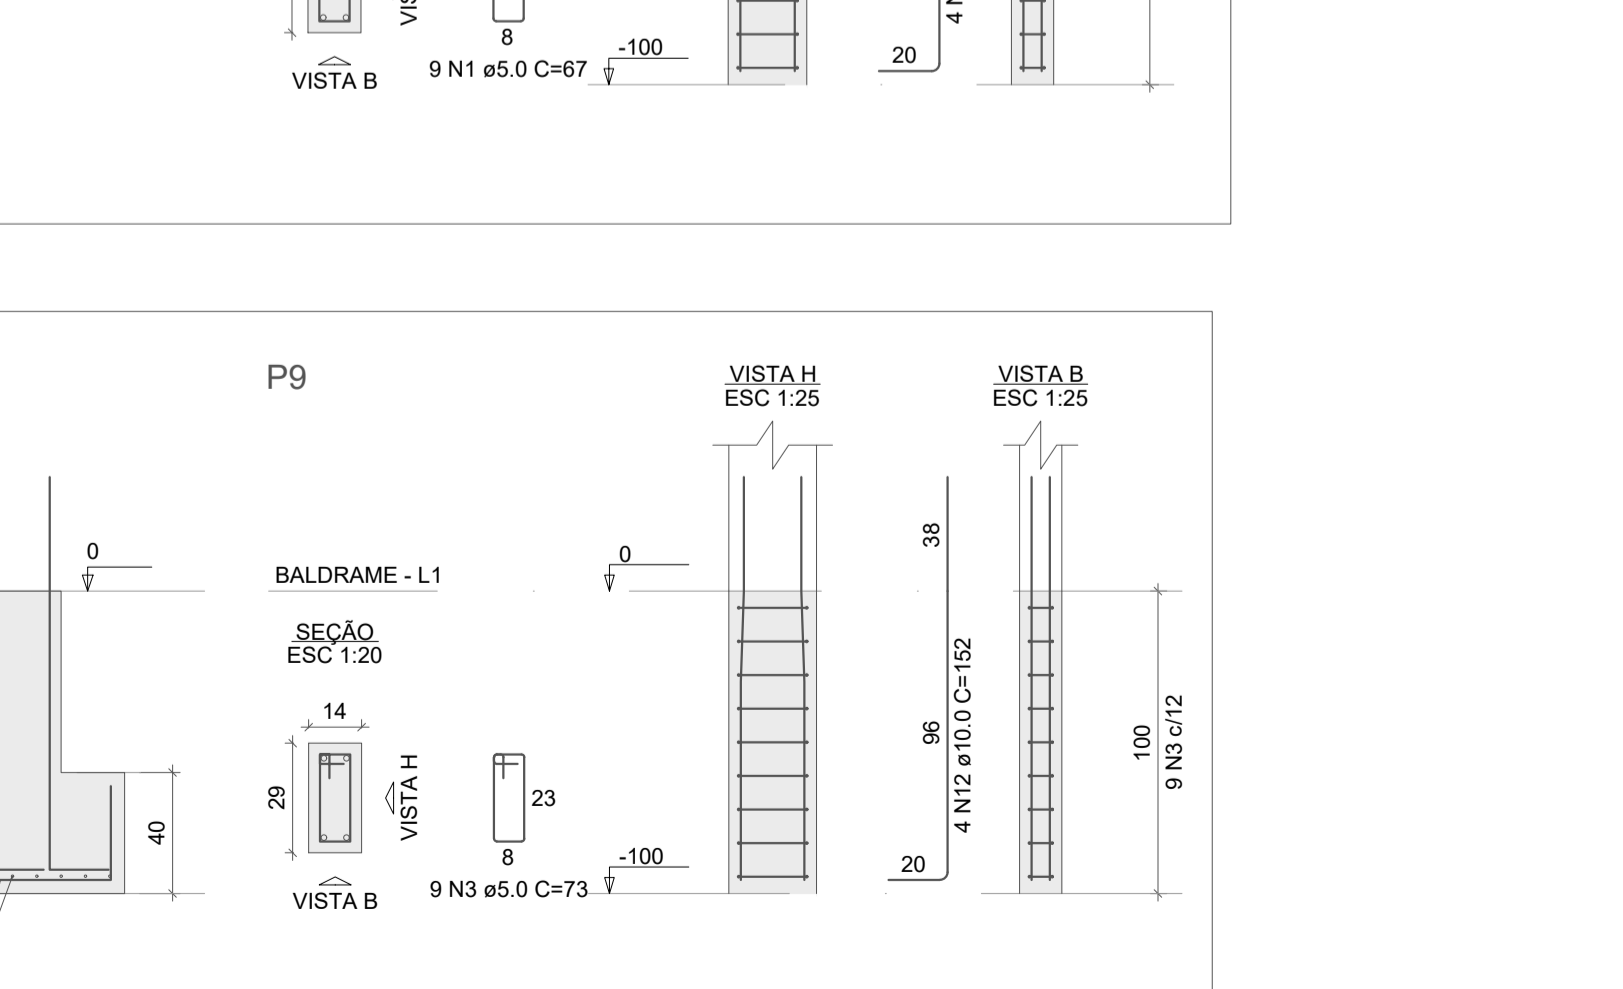 VIS
8
9 N1 ø5.0 C=67
VISTA B
-100
20
4 N
P9
VISTA H
ESC 1:25
VISTA B
ESC 1:25
0
BALDRAME - L1
0
38
SEÇÃO
ESC 1:20
14
29
VISTA H
23
8
9 N3 ø5.0 C=73
VISTA B
40
-100
96
4 N12 ø10.0 C=152
20
100
9 N3 c/12